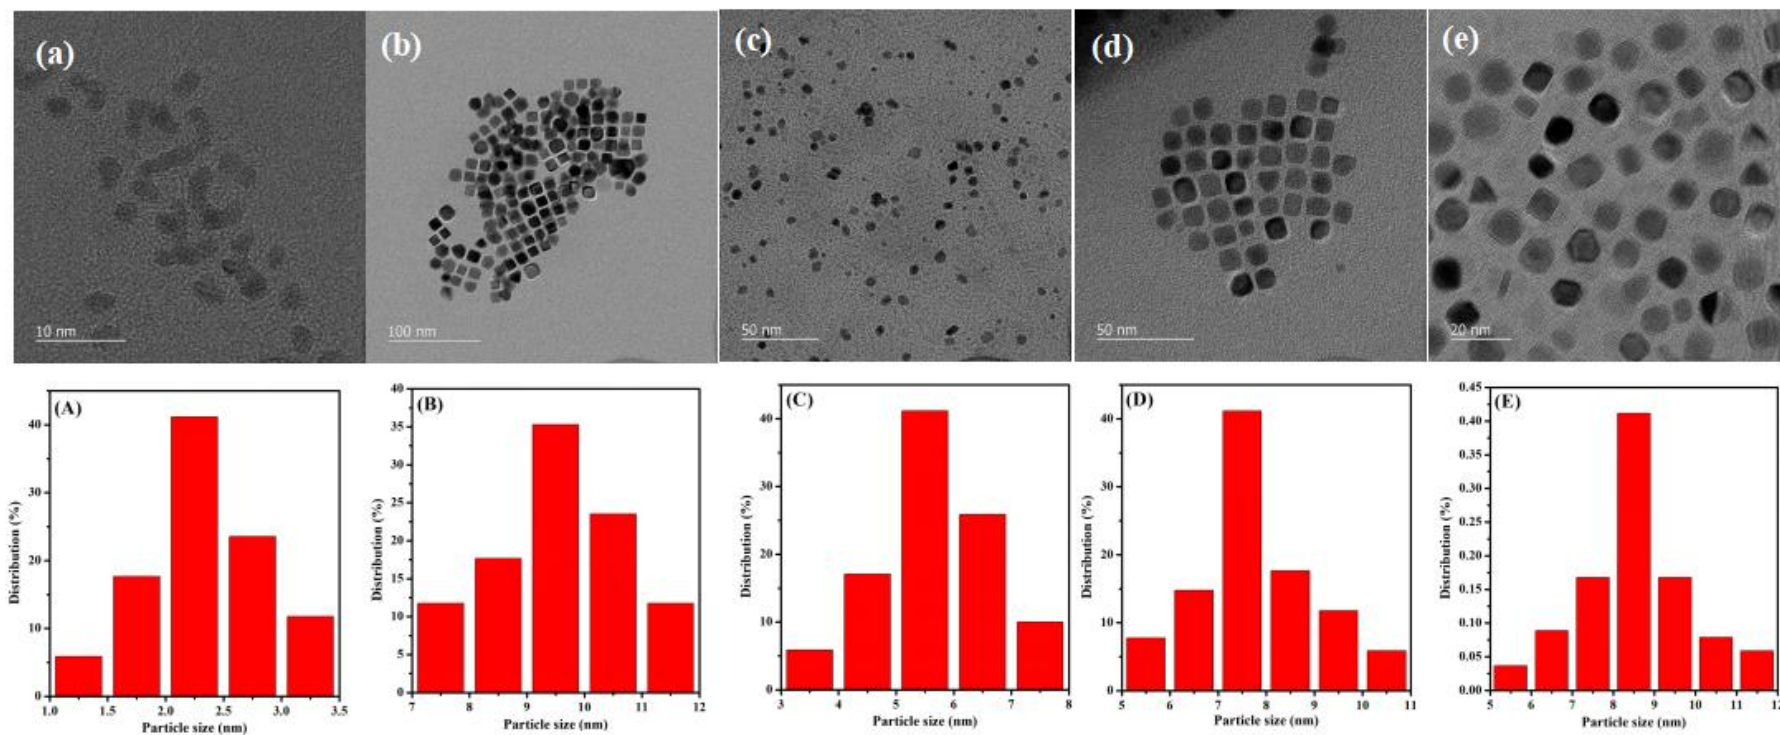 (a) (b) (c) (d) (e)
10 nm 100 nm 50 nm 50 nm 20 nm
(A)
40
30
20
10
0
1.0 1.5 2.0 2.5 3.0 3.5
Distribution (%)
Particle size (nm)
(B)
40
35
30
25
20
15
10
5
0
7 8 9 10 11 12
Distribution (%)
Particle size (nm)
(C)
40
30
20
10
0
3 4 5 6 7 8
Distribution (%)
Particle size (nm)
(D)
40
30
20
10
0
5 6 7 8 9 10 11
Distribution (%)
Particle size (nm)
(E)
0.45
0.40
0.35
0.30
0.25
0.20
0.15
0.10
0.05
0.00
5 6 7 8 9 10 11 12
Distribution (%)
Particle size (nm)